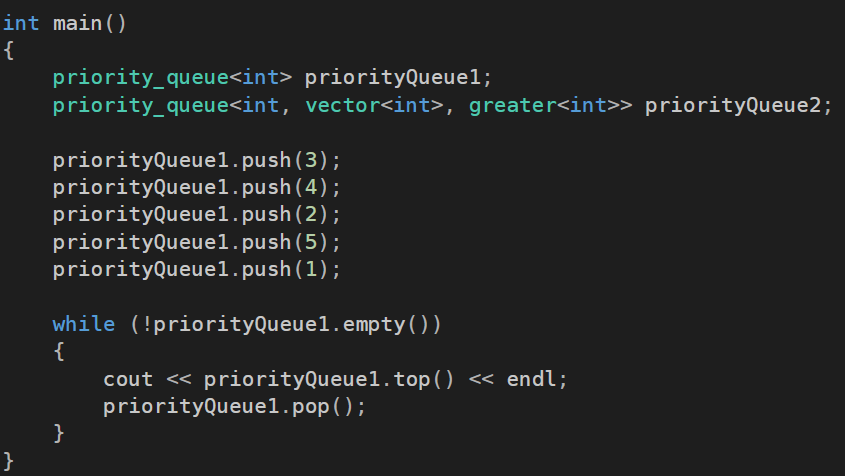 int main()
{
    priority_queue<int> priorityQueue1;
    priority_queue<int, vector<int>, greater<int>> priorityQueue2;

    priorityQueue1.push(3);
    priorityQueue1.push(4);
    priorityQueue1.push(2);
    priorityQueue1.push(5);
    priorityQueue1.push(1);

    while (!priorityQueue1.empty())
    {
        cout << priorityQueue1.top() << endl;
        priorityQueue1.pop();
    }
}